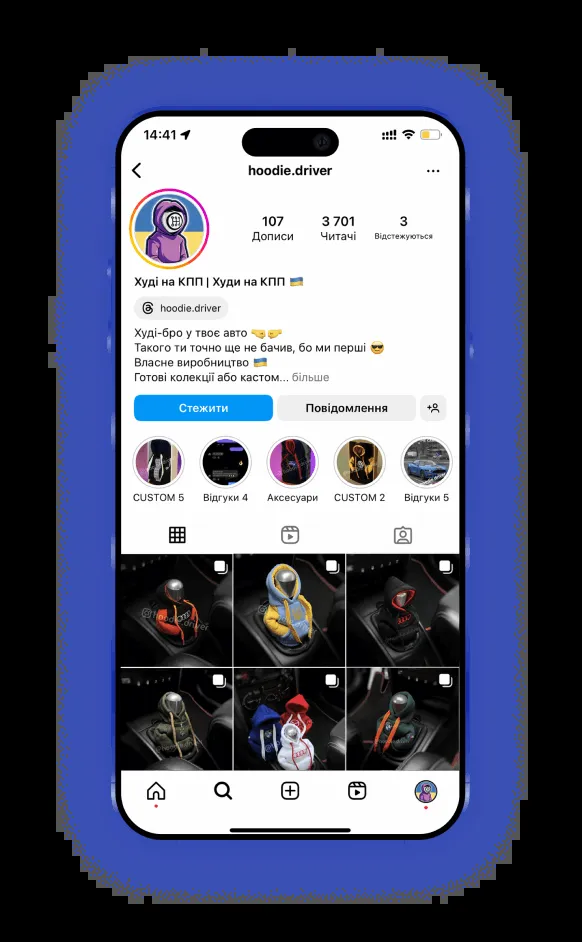 14:41
hoodie.driver
107
3 701
3
Дописи
Читачі
Відстежуються
Худі на КПП | Худи на КПП 🇺🇦
hoodie.driver
Худі-бро у твоє авто 🤜🤛
Такого ти точно ще не бачив, бо ми перші 😎
Власне виробництво 🇺🇦
Готові колекції або кастом... більше
Стежити
Повідомлення
CUSTOM 5
Відгуки 4
Аксесуари
CUSTOM 2
Відгуки 5